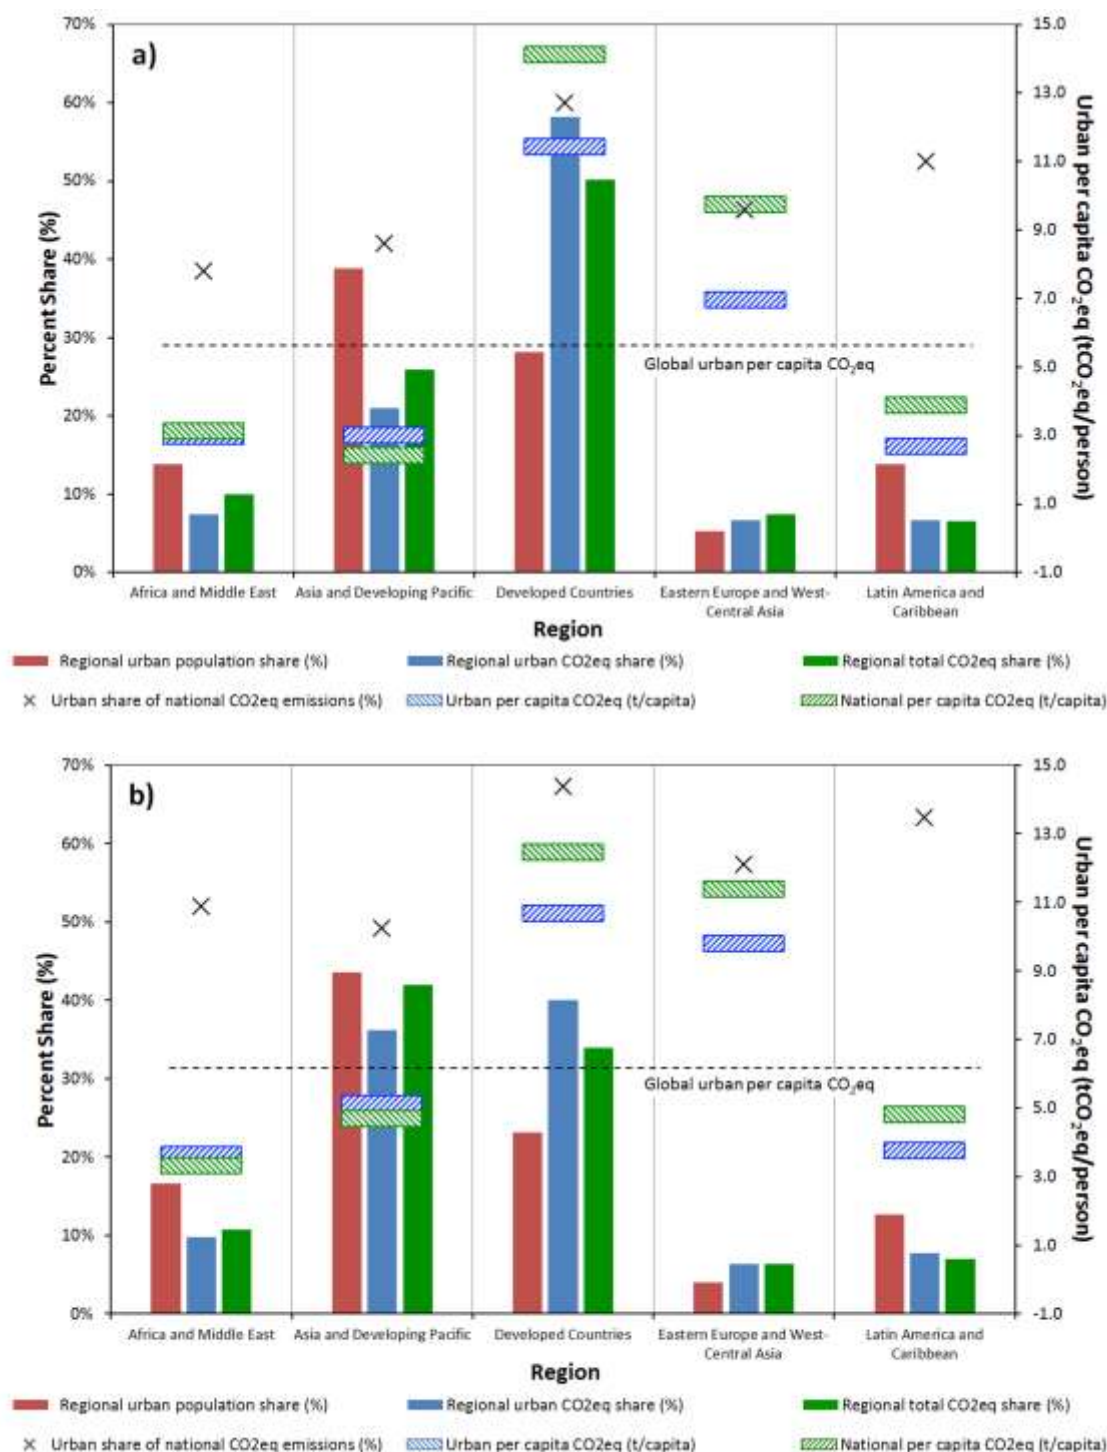 a)
70%
60%
50%
40%
30%
20%
10%
0%
Percent Share (%)
15.0
13.0
11.0
9.0
7.0
5.0
3.0
1.0
-1.0
Urban per capita CO₂eq (tCO₂eq/person)
Global urban per capita CO₂eq
Africa and Middle East
Asia and Developing Pacific
Developed Countries
Eastern Europe and West-
Central Asia
Latin America and
Caribbean
Region
Regional urban population share (%)
Regional urban CO2eq share (%)
Regional total CO2eq share (%)
Urban share of national CO2eq emissions (%)
Urban per capita CO2eq (t/capita)
National per capita CO2eq (t/capita)
b)
70%
60%
50%
40%
30%
20%
10%
0%
Percent Share (%)
15.0
13.0
11.0
9.0
7.0
5.0
3.0
1.0
-1.0
Urban per capita CO₂eq (tCO₂eq/person)
Global urban per capita CO₂eq
Africa and Middle East
Asia and Developing Pacific
Developed Countries
Eastern Europe and West-
Central Asia
Latin America and
Caribbean
Region
Regional urban population share (%)
Regional urban CO2eq share (%)
Regional total CO2eq share (%)
Urban share of national CO2eq emissions (%)
Urban per capita CO2eq (t/capita)
National per capita CO2eq (t/capita)